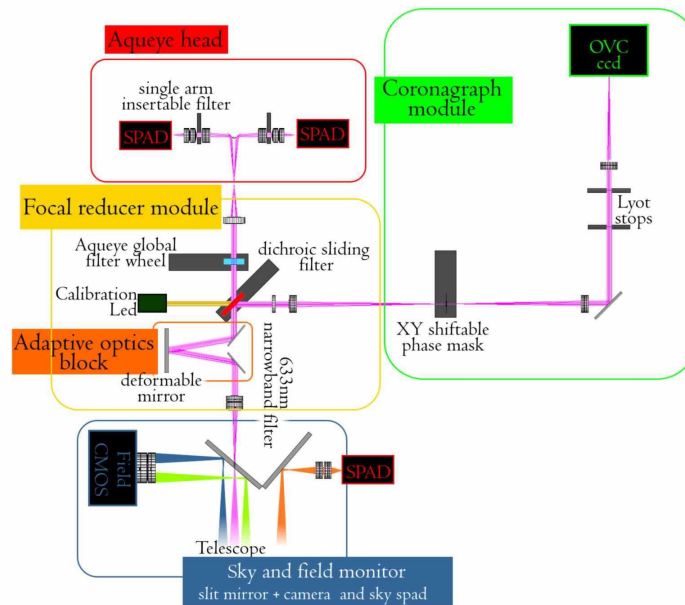 Aqueye head
single arm
insertable filter
SPAD
SPAD
OVC
ccd
Coronagraph
module
Lyot
stops
Focal reducer module
Aqueye global
filter wheel
dichroic sliding
filter
Calibration
Led
XY shiftable
phase mask
Adaptive optics
block
deformable
mirror
633nm
narrowband filter
Field
CMOS
SPAD
Telescope
Sky and field monitor
slit mirror + camera and sky spad